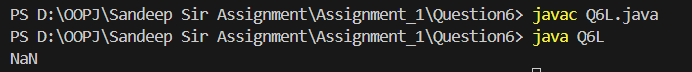 PS D:\OOPJ\Sandeep Sir Assignment\Assignment_1\Question6> javac Q6L.java
PS D:\OOPJ\Sandeep Sir Assignment\Assignment_1\Question6> java Q6L
NaN